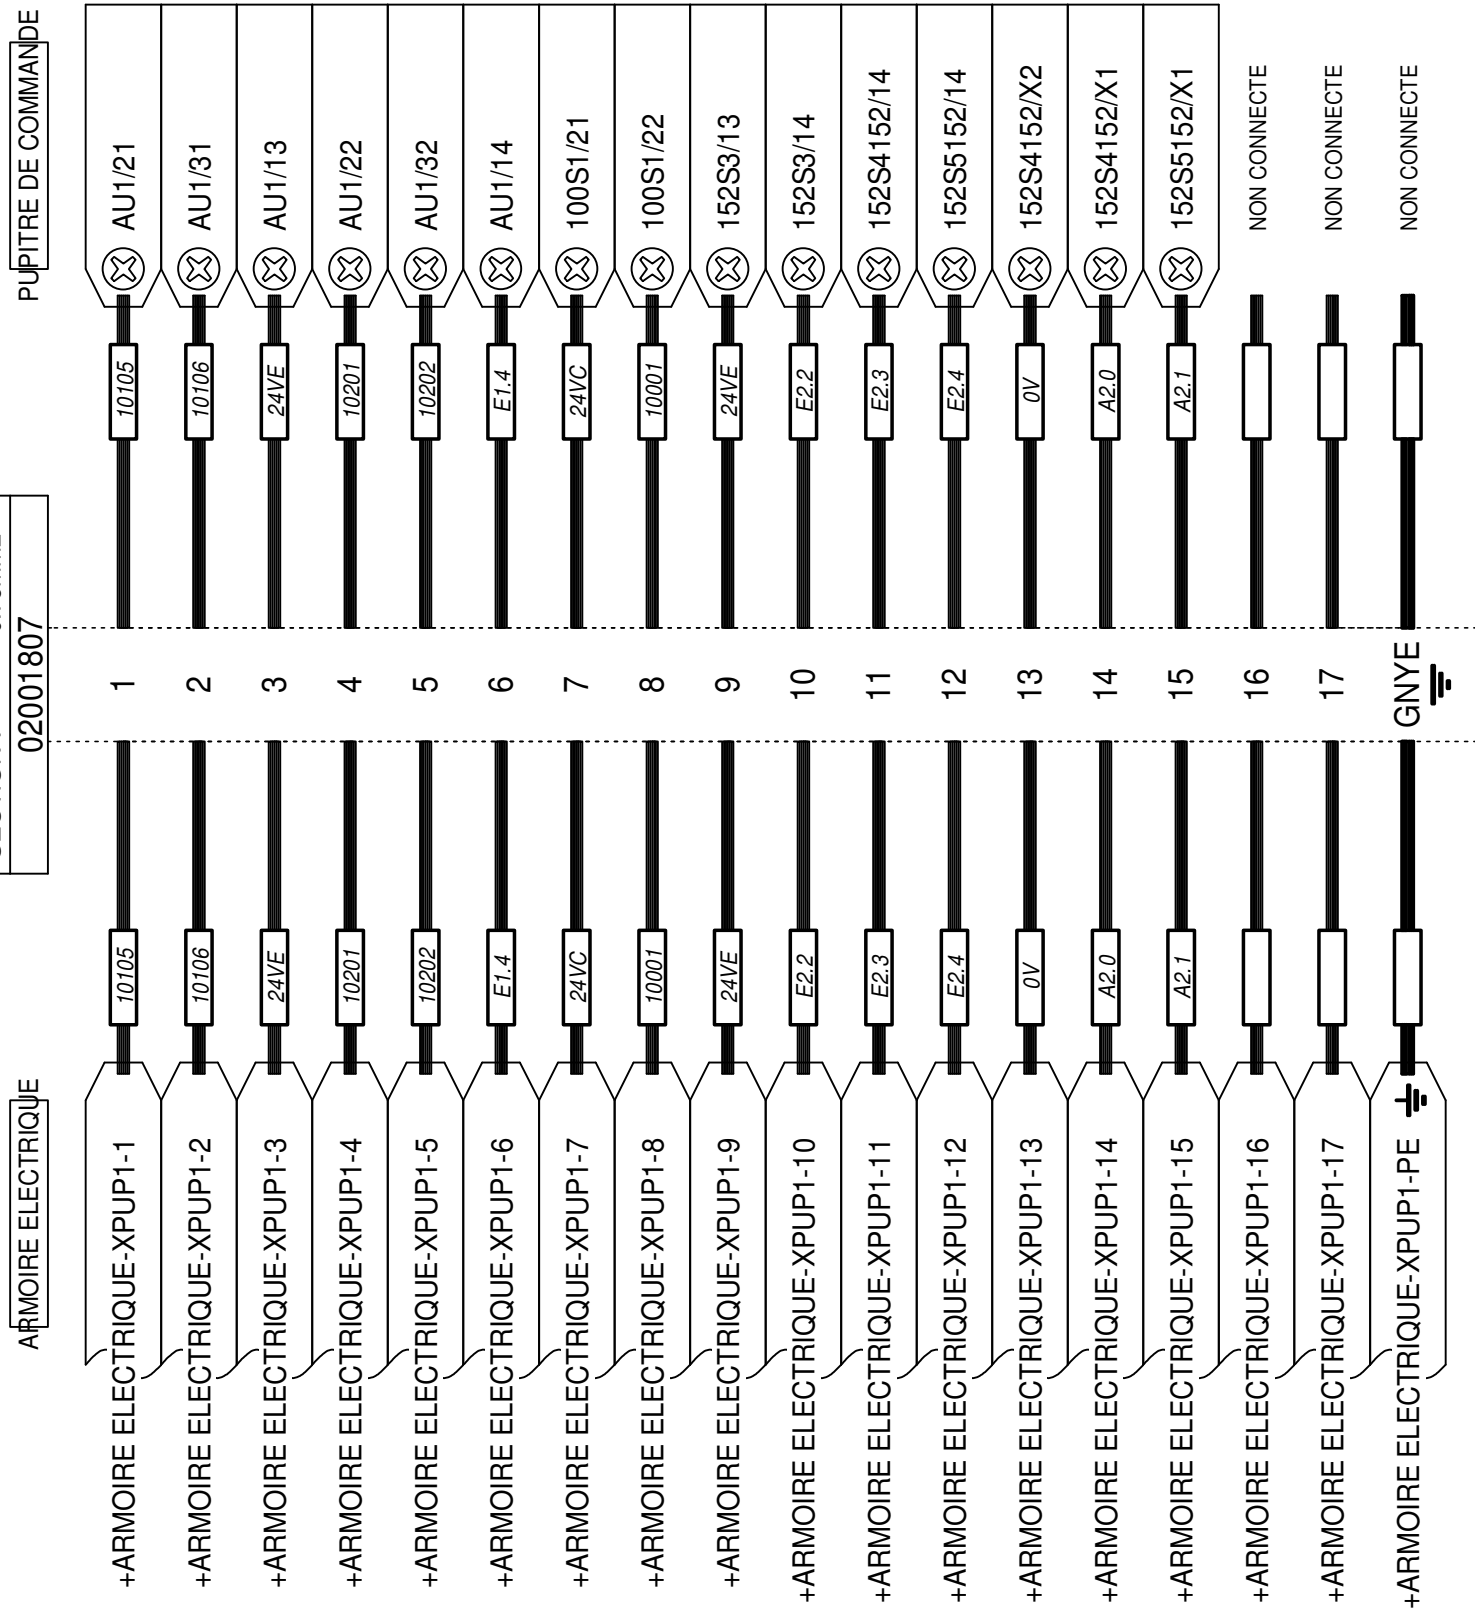 PUPITRE DE COMMANDE
02001807
ARMOIRE ELECTRIQUE
+ARMOIRE ELECTRIQUE-XPUP1-1 10105 1 10105 AU1/21
+ARMOIRE ELECTRIQUE-XPUP1-2 10106 2 10106 AU1/31
+ARMOIRE ELECTRIQUE-XPUP1-3 24VE 3 24VE AU1/13
+ARMOIRE ELECTRIQUE-XPUP1-4 10201 4 10201 AU1/22
+ARMOIRE ELECTRIQUE-XPUP1-5 10202 5 10202 AU1/32
+ARMOIRE ELECTRIQUE-XPUP1-6 E1.4 6 E1.4 AU1/14
+ARMOIRE ELECTRIQUE-XPUP1-7 24VC 7 24VC 100S1/21
+ARMOIRE ELECTRIQUE-XPUP1-8 10001 8 10001 100S1/22
+ARMOIRE ELECTRIQUE-XPUP1-9 24VE 9 24VE 152S3/13
+ARMOIRE ELECTRIQUE-XPUP1-10 E2.2 10 E2.2 152S3/14
+ARMOIRE ELECTRIQUE-XPUP1-11 E2.3 11 E2.3 152S4152/14
+ARMOIRE ELECTRIQUE-XPUP1-12 E2.4 12 E2.4 152S5152/14
+ARMOIRE ELECTRIQUE-XPUP1-13 0V 13 0V 152S4152/X2
+ARMOIRE ELECTRIQUE-XPUP1-14 A2.0 14 A2.0 152S4152/X1
+ARMOIRE ELECTRIQUE-XPUP1-15 A2.1 15 A2.1 152S5152/X1
+ARMOIRE ELECTRIQUE-XPUP1-16 16 NON CONNECTE
+ARMOIRE ELECTRIQUE-XPUP1-17 17 NON CONNECTE
+ARMOIRE ELECTRIQUE-XPUP1-PE GNYE NON CONNECTE